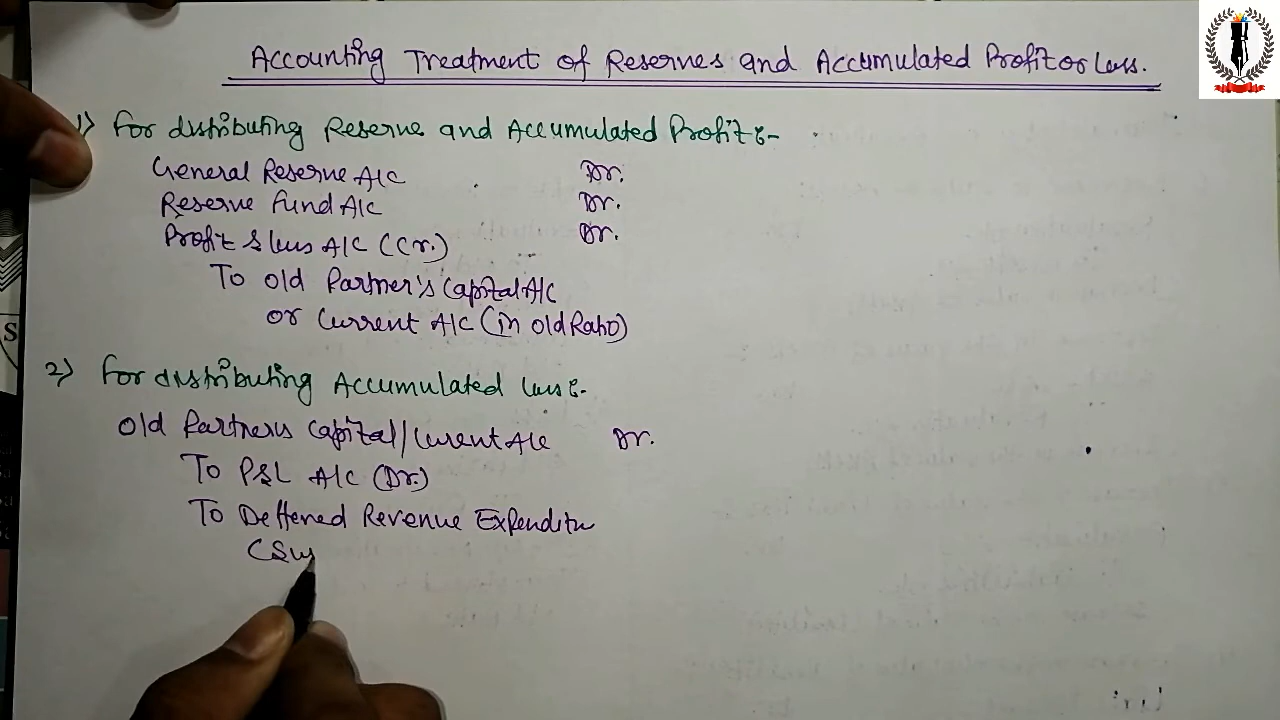 Accounting Treatment of Reserves and Accumulated Profit or Loss.
1) For distributing Reserve and Accumulated Profit:-
General Reserve A/c Dr.
Reserve Fund A/c Dr.
Profit & Loss A/c (Cr.) Dr.
To Old Partner's Capital A/c
or Current A/c (in old Ratio)
2) For distributing Accumulated Loss:-
Old Partners Capital/Current A/c Dr.
To P&L A/c (Dr.)
To Deffered Revenue Expenditu
(Su